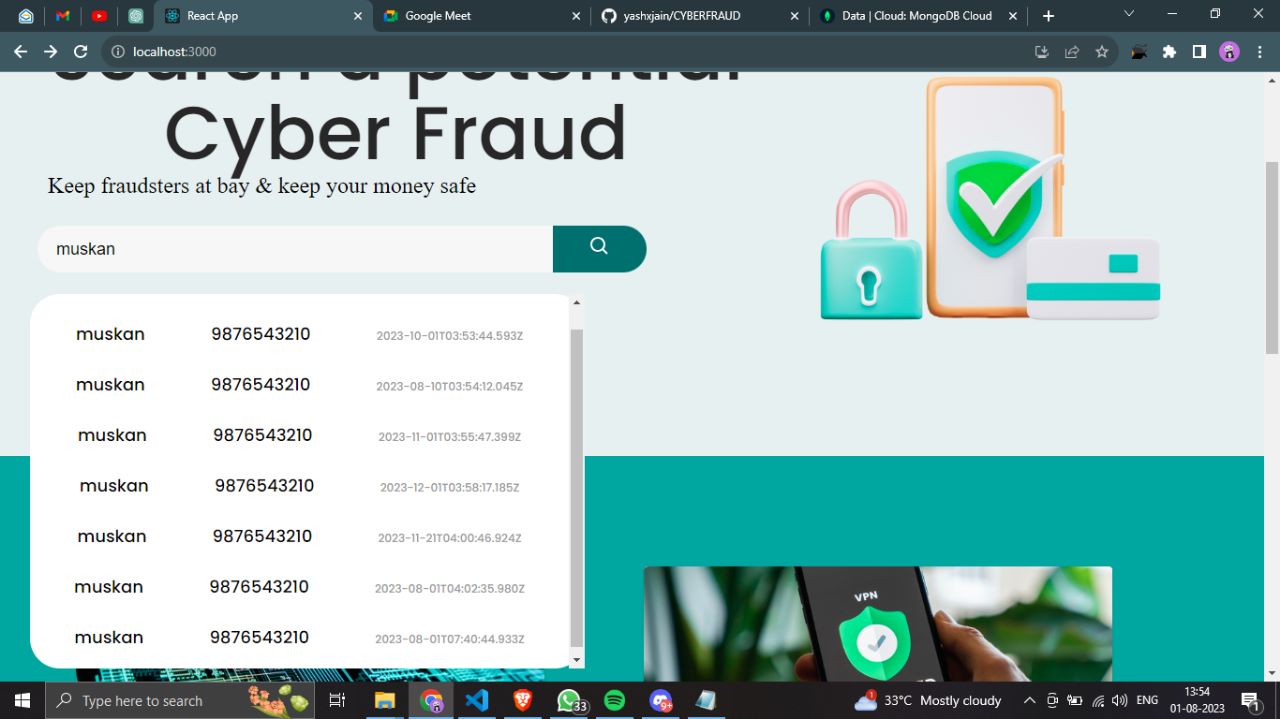 React App
Google Meet
yashxjain/CYBERFRAUD
Data | Cloud: MongoDB Cloud
localhost:3000
Search a potential
Cyber Fraud
Keep fraudsters at bay & keep your money safe
muskan
muskan 9876543210 2023-10-01T03:53:44.593Z
muskan 9876543210 2023-08-10T03:54:12.045Z
muskan 9876543210 2023-11-01T03:55:47.399Z
muskan 9876543210 2023-12-01T03:58:17.185Z
muskan 9876543210 2023-11-21T04:00:46.924Z
muskan 9876543210 2023-08-01T04:02:35.980Z
muskan 9876543210 2023-08-01T07:40:44.933Z
VPN
Type here to search
33
9+
1
33°C Mostly cloudy
ENG
13:54
01-08-2023
1